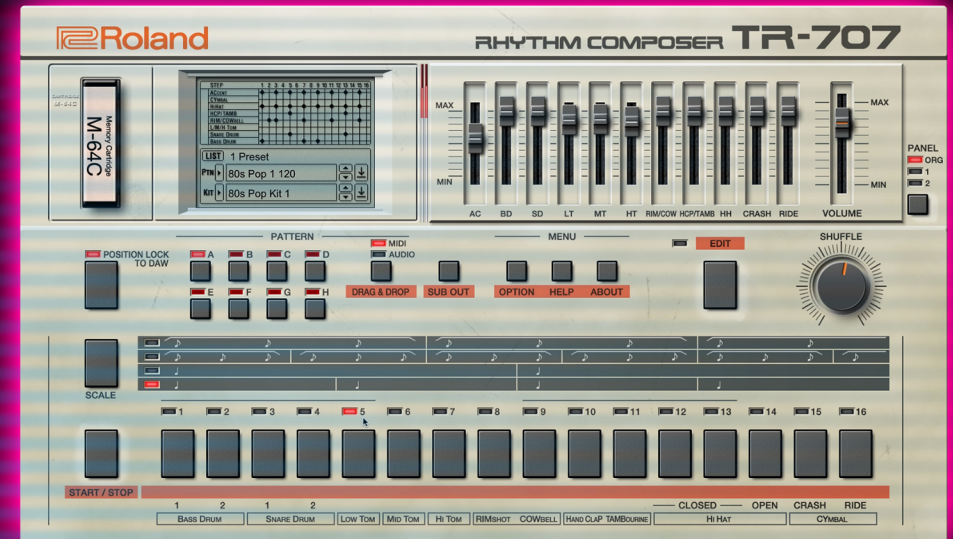 Roland
RHYTHM COMPOSER TR-707
CARTRIDGE
M-64C
Memory Cartridge
M-64C
STEP 1 2 3 4 5 6 7 8 9 10 11 12 13 14 15 16
ACCENT
CYMBAL
HIHAT
HCP/TAMB
RIM/COWBELL
L/M/H TOM
SNARE DRUM
BASS DRUM
LIST 1 Preset
PTN 80s Pop 1 120
KIT 80s Pop Kit 1
MAX
MIN
AC BD SD LT MT HT RIM/COW HCP/TAMB HH CRASH RIDE
MAX
MIN
VOLUME
PANEL
ORG
1
2
POSITION LOCK
TO DAW
PATTERN
A B C D
E F G H
MIDI
AUDIO
DRAG & DROP
SUB OUT
MENU
OPTION HELP ABOUT
EDIT
SHUFFLE
SCALE
1 2 3 4 5 6 7 8 9 10 11 12 13 14 15 16
START / STOP
1 2 1 2 CLOSED OPEN CRASH RIDE
BASS DRUM SNARE DRUM LOW TOM MID TOM HI TOM RIMSHOT COWBELL HAND CLAP TAMBOURINE HI HAT CYMBAL